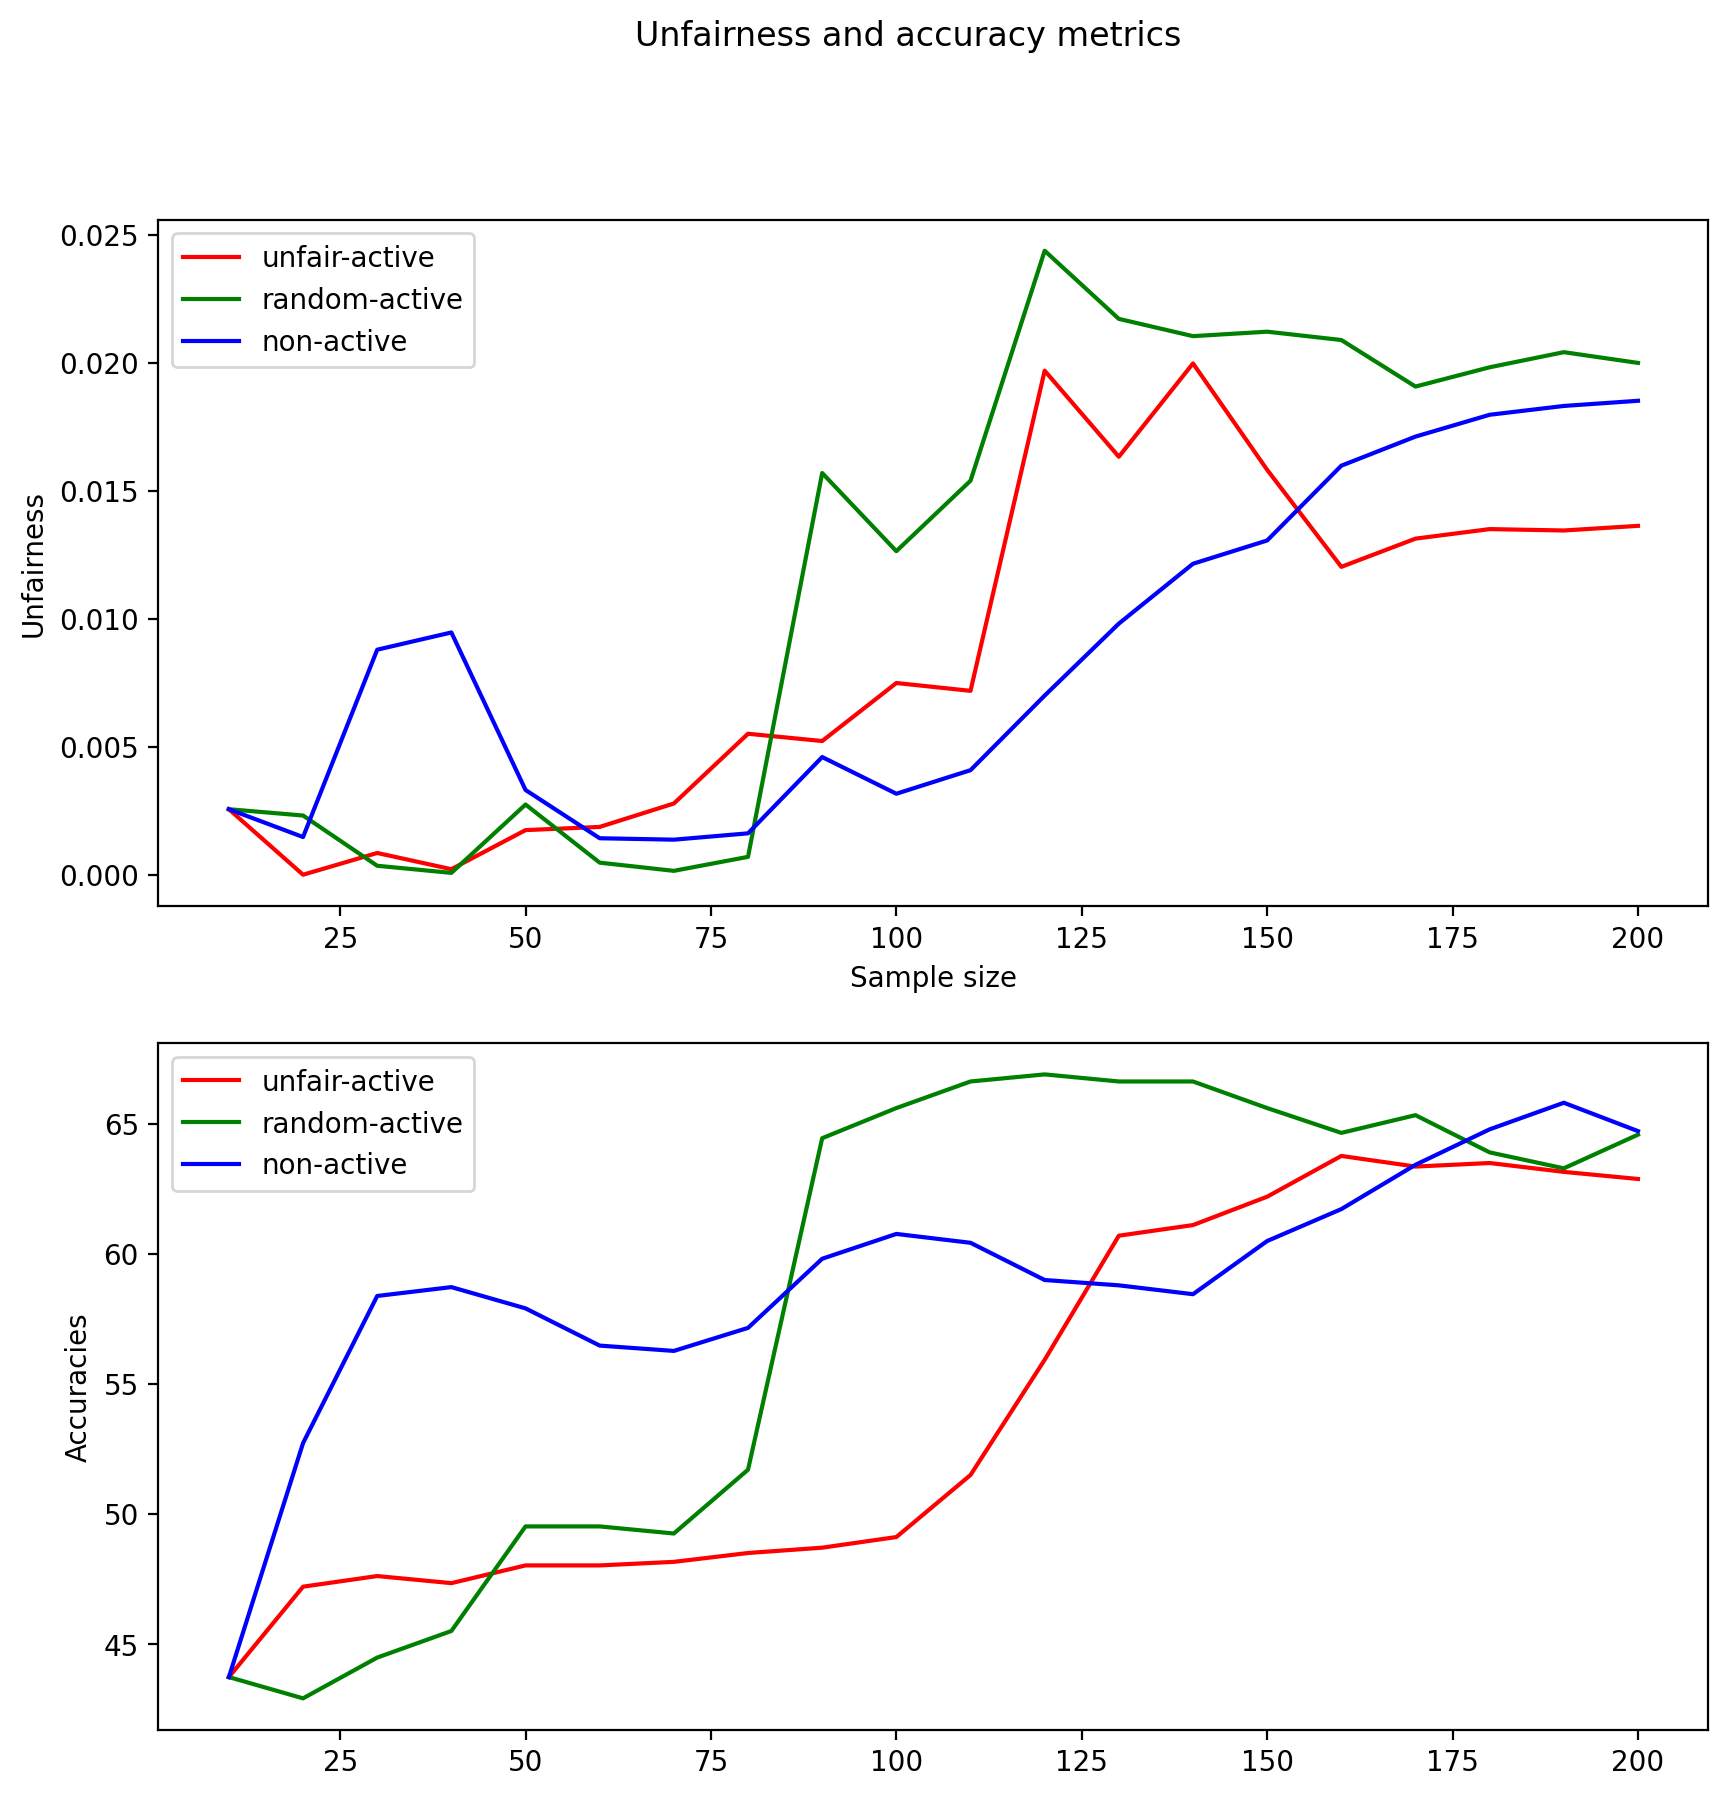 Unfairness and accuracy metrics
0.025
0.020
0.015
0.010
0.005
0.000
Unfairness
unfair-active
random-active
non-active
25 50 75 100 125 150 175 200
Sample size
65
60
55
50
45
Accuracies
unfair-active
random-active
non-active
25 50 75 100 125 150 175 200